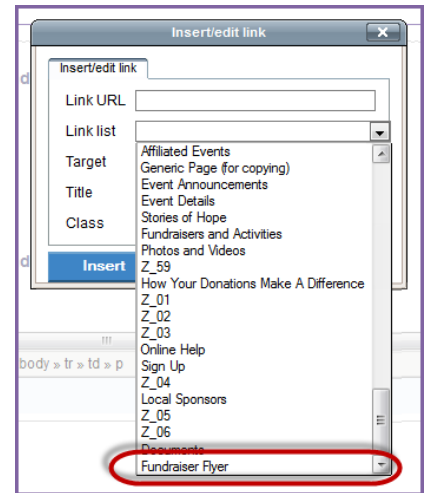 Insert/edit link
X
Insert/edit link
Link URL
Link list
Target
Title
Class
Insert
Affiliated Events
Generic Page (for copying)
Event Announcements
Event Details
Stories of Hope
Fundraisers and Activities
Photos and Videos
Z_59
How Your Donations Make A Difference
Z_01
Z_02
Z_03
Online Help
Sign Up
Z_04
Local Sponsors
Z_05
Z_06
Documents
Fundraiser Flyer
d
d
body » tr » td » p